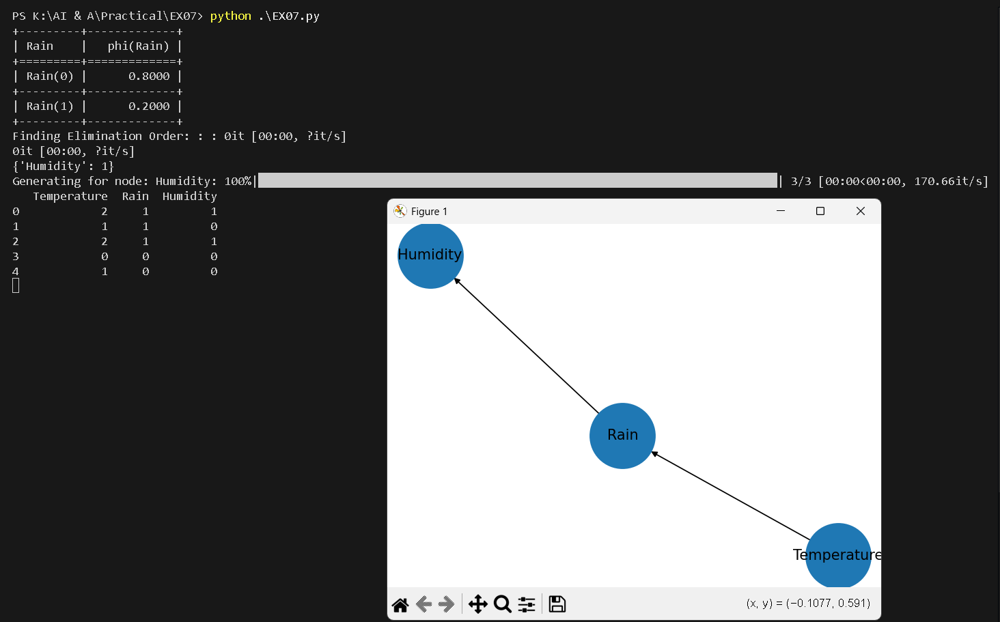 PS K:\AI & A\Practical\EX07> python .\EX07.py
+---------+-------------+
| Rain    |   phi(Rain) |
+=========+=============+
| Rain(0) |      0.8000 |
+---------+-------------+
| Rain(1) |      0.2000 |
+---------+-------------+
Finding Elimination Order: : : 0it [00:00, ?it/s]
0it [00:00, ?it/s]
{'Humidity': 1}
Generating for node: Humidity: 100%|| 3/3 [00:00<00:00, 170.66it/s]
   Temperature  Rain  Humidity
0            2     1         1
1            1     1         0
2            2     1         1
3            0     0         0
4            1     0         0
Figure 1
Humidity
Rain
Temperature
(x, y) = (−0.1077, 0.591)